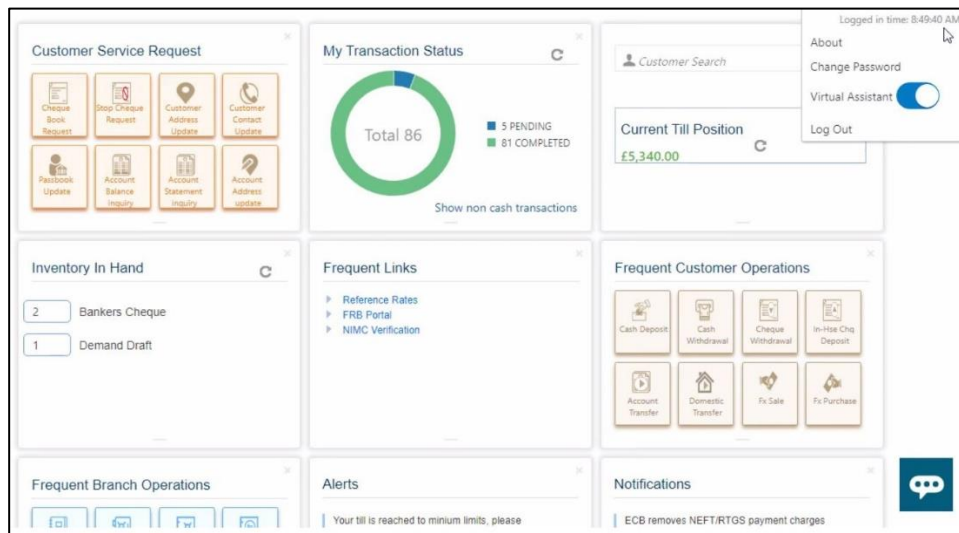 Logged in time: 8:49:40 AM
About
Change Password
Virtual Assistant
Log Out
Customer Service Request
Cheque
Book
Request
Stop Cheque
Request
Customer
Address
Update
Customer
Contact
Update
Passbook
Update
Account
Balance
Inquiry
Account
Statement
inquiry
Account
Address
update
My Transaction Status
Total 86
5 PENDING
81 COMPLETED
Show non cash transactions
Customer Search
Current Till Position
£5,340.00
Inventory In Hand
2 Bankers Cheque
1 Demand Draft
Frequent Links
Reference Rates
FRB Portal
NIMC Verification
Frequent Customer Operations
Cash Deposit
Cash
Withdrawal
Cheque
Withdrawal
In-Hse Chq
Deposit
Account
Transfer
Domestic
Transfer
Fx Sale
Fx Purchase
Frequent Branch Operations
Alerts
Your till is reached to minium limits, please
Notifications
ECB removes NEFT/RTGS payment charges